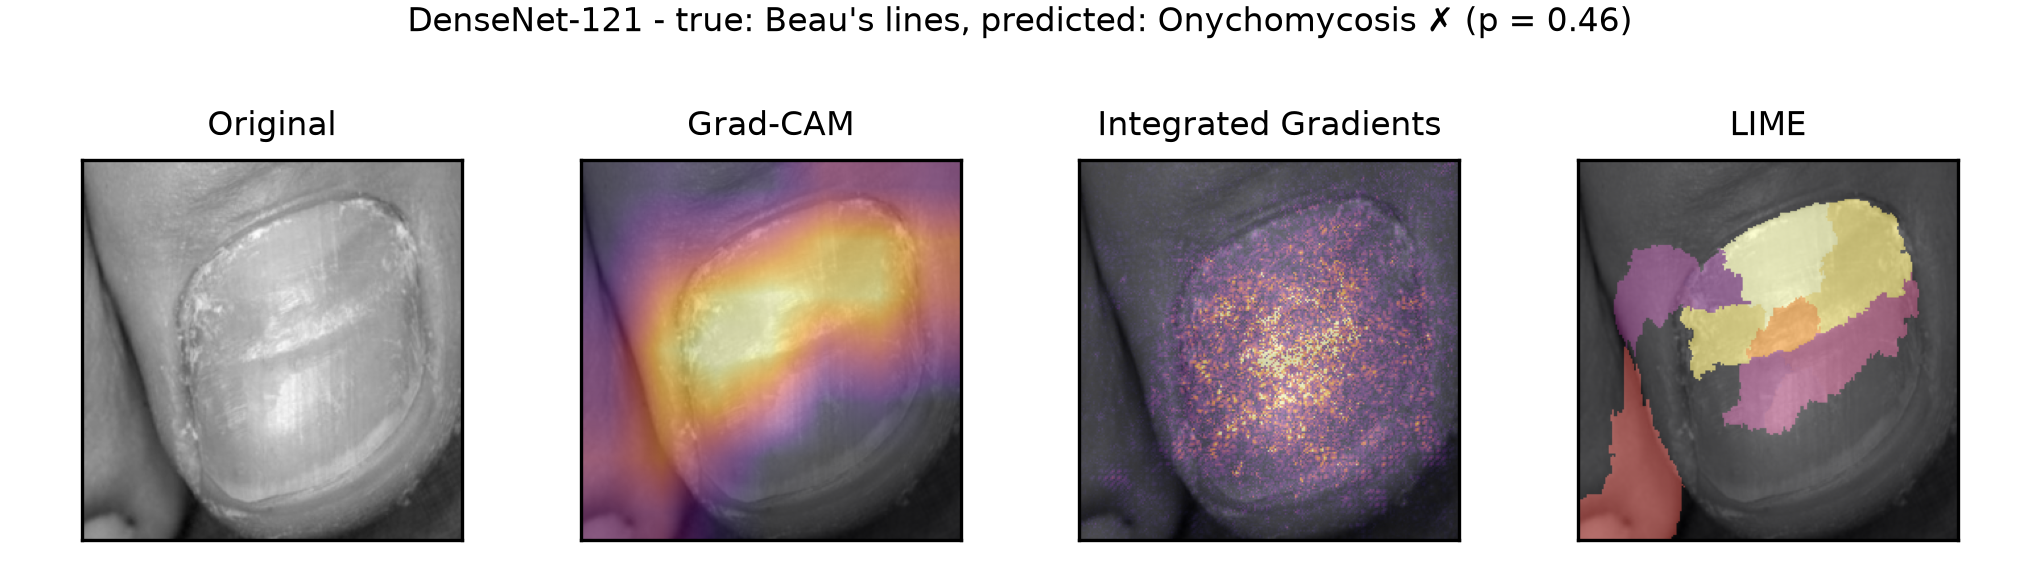 DenseNet-121 - true: Beau's lines, predicted: Onychomycosis ✗ (p = 0.46)
Original
Grad-CAM
Integrated Gradients
LIME